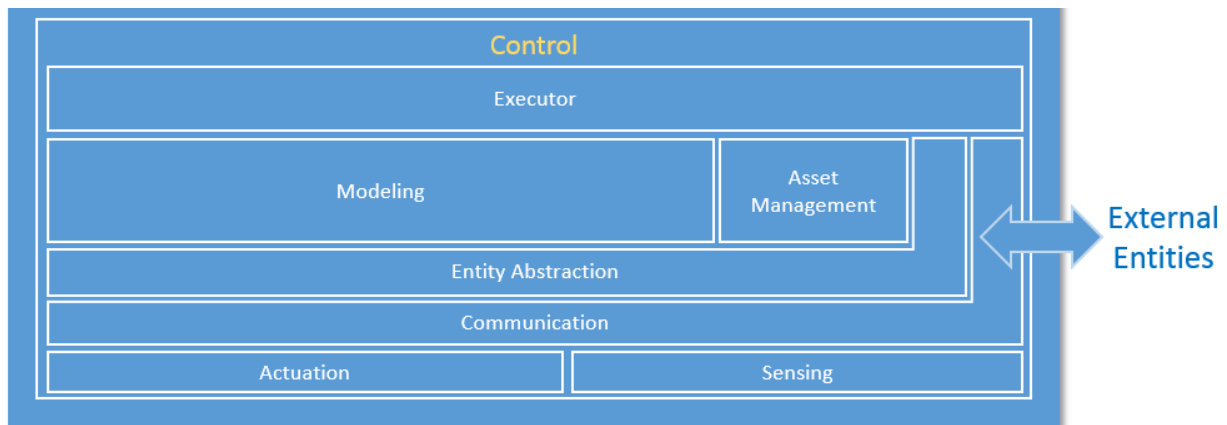 Control
Executor
Modeling
Asset
Management
External
Entities
Entity Abstraction
Communication
Actuation
Sensing